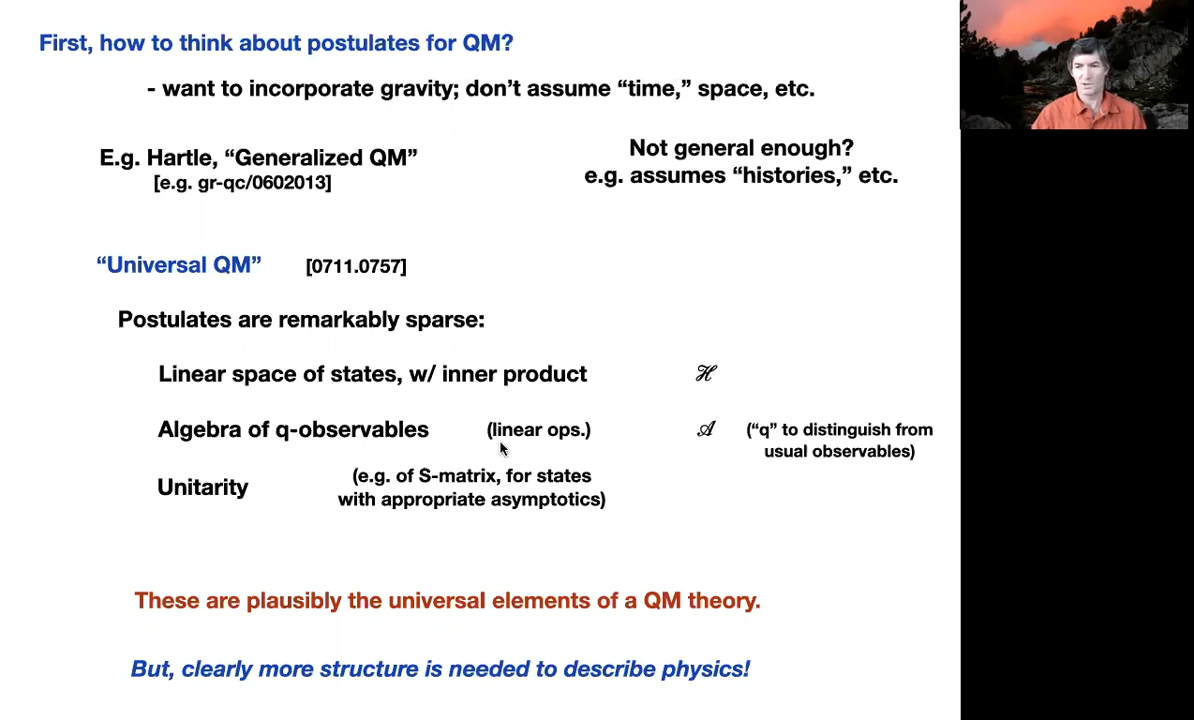 First, how to think about postulates for QM?
- want to incorporate gravity; don't assume “time,” space, etc.
E.g. Hartle, “Generalized QM”
[e.g. gr-qc/0602013]
Not general enough?
e.g. assumes “histories,” etc.
“Universal QM” [0711.0757]
Postulates are remarkably sparse:
Linear space of states, w/ inner product ℋ
Algebra of q-observables (linear ops.) 𝒜 (“q” to distinguish from
usual observables)
Unitarity (e.g. of S-matrix, for states
with appropriate asymptotics)
These are plausibly the universal elements of a QM theory.
But, clearly more structure is needed to describe physics!